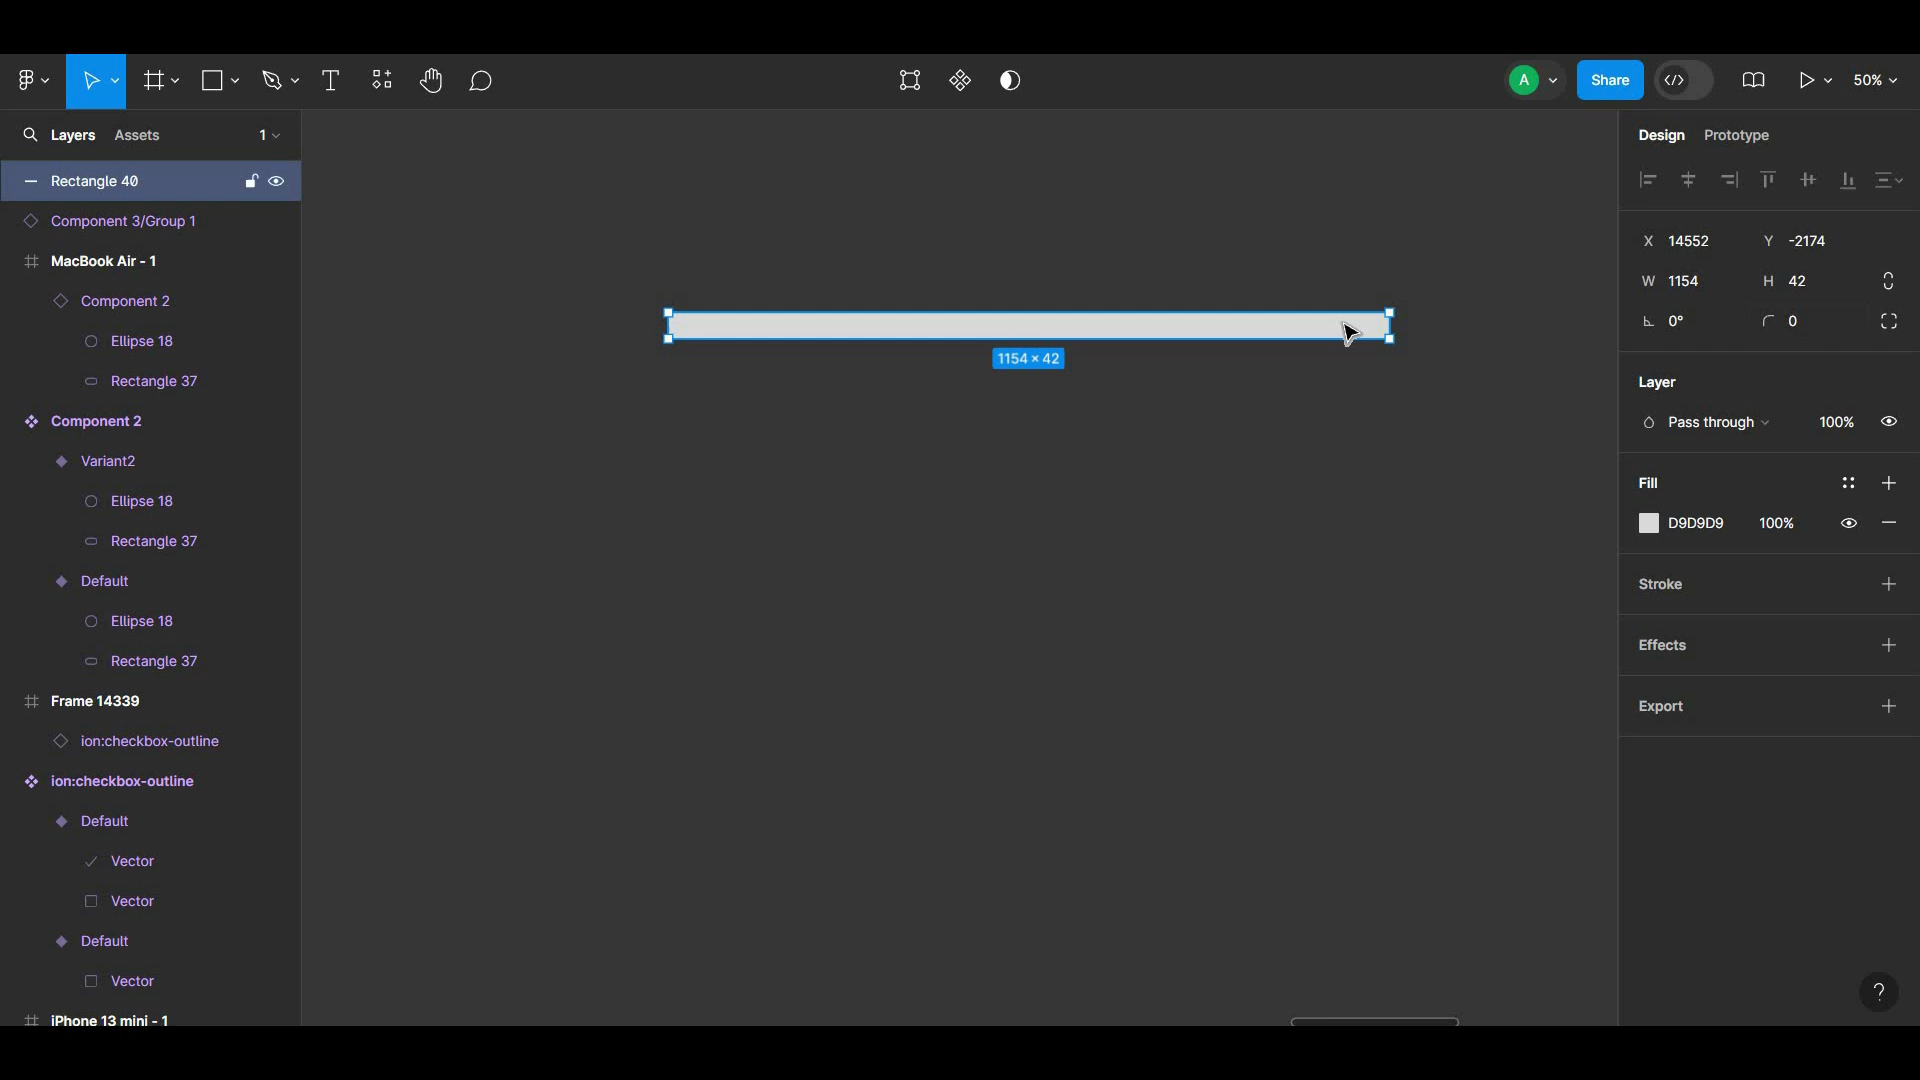 A
Share
50%
Layers
Assets
1
Design
Prototype
Rectangle 40
Component 3/Group 1
MacBook Air - 1
Component 2
Ellipse 18
Rectangle 37
Component 2
Variant2
Ellipse 18
Rectangle 37
Default
Ellipse 18
Rectangle 37
Frame 14339
ion:checkbox-outline
ion:checkbox-outline
Default
Vector
Vector
Default
Vector
iPhone 13 mini - 1
1154 × 42
X 14552 Y -2174
W 1154 H 42
0° 0
Layer
Pass through 100%
Fill
D9D9D9 100%
Stroke
Effects
Export
?